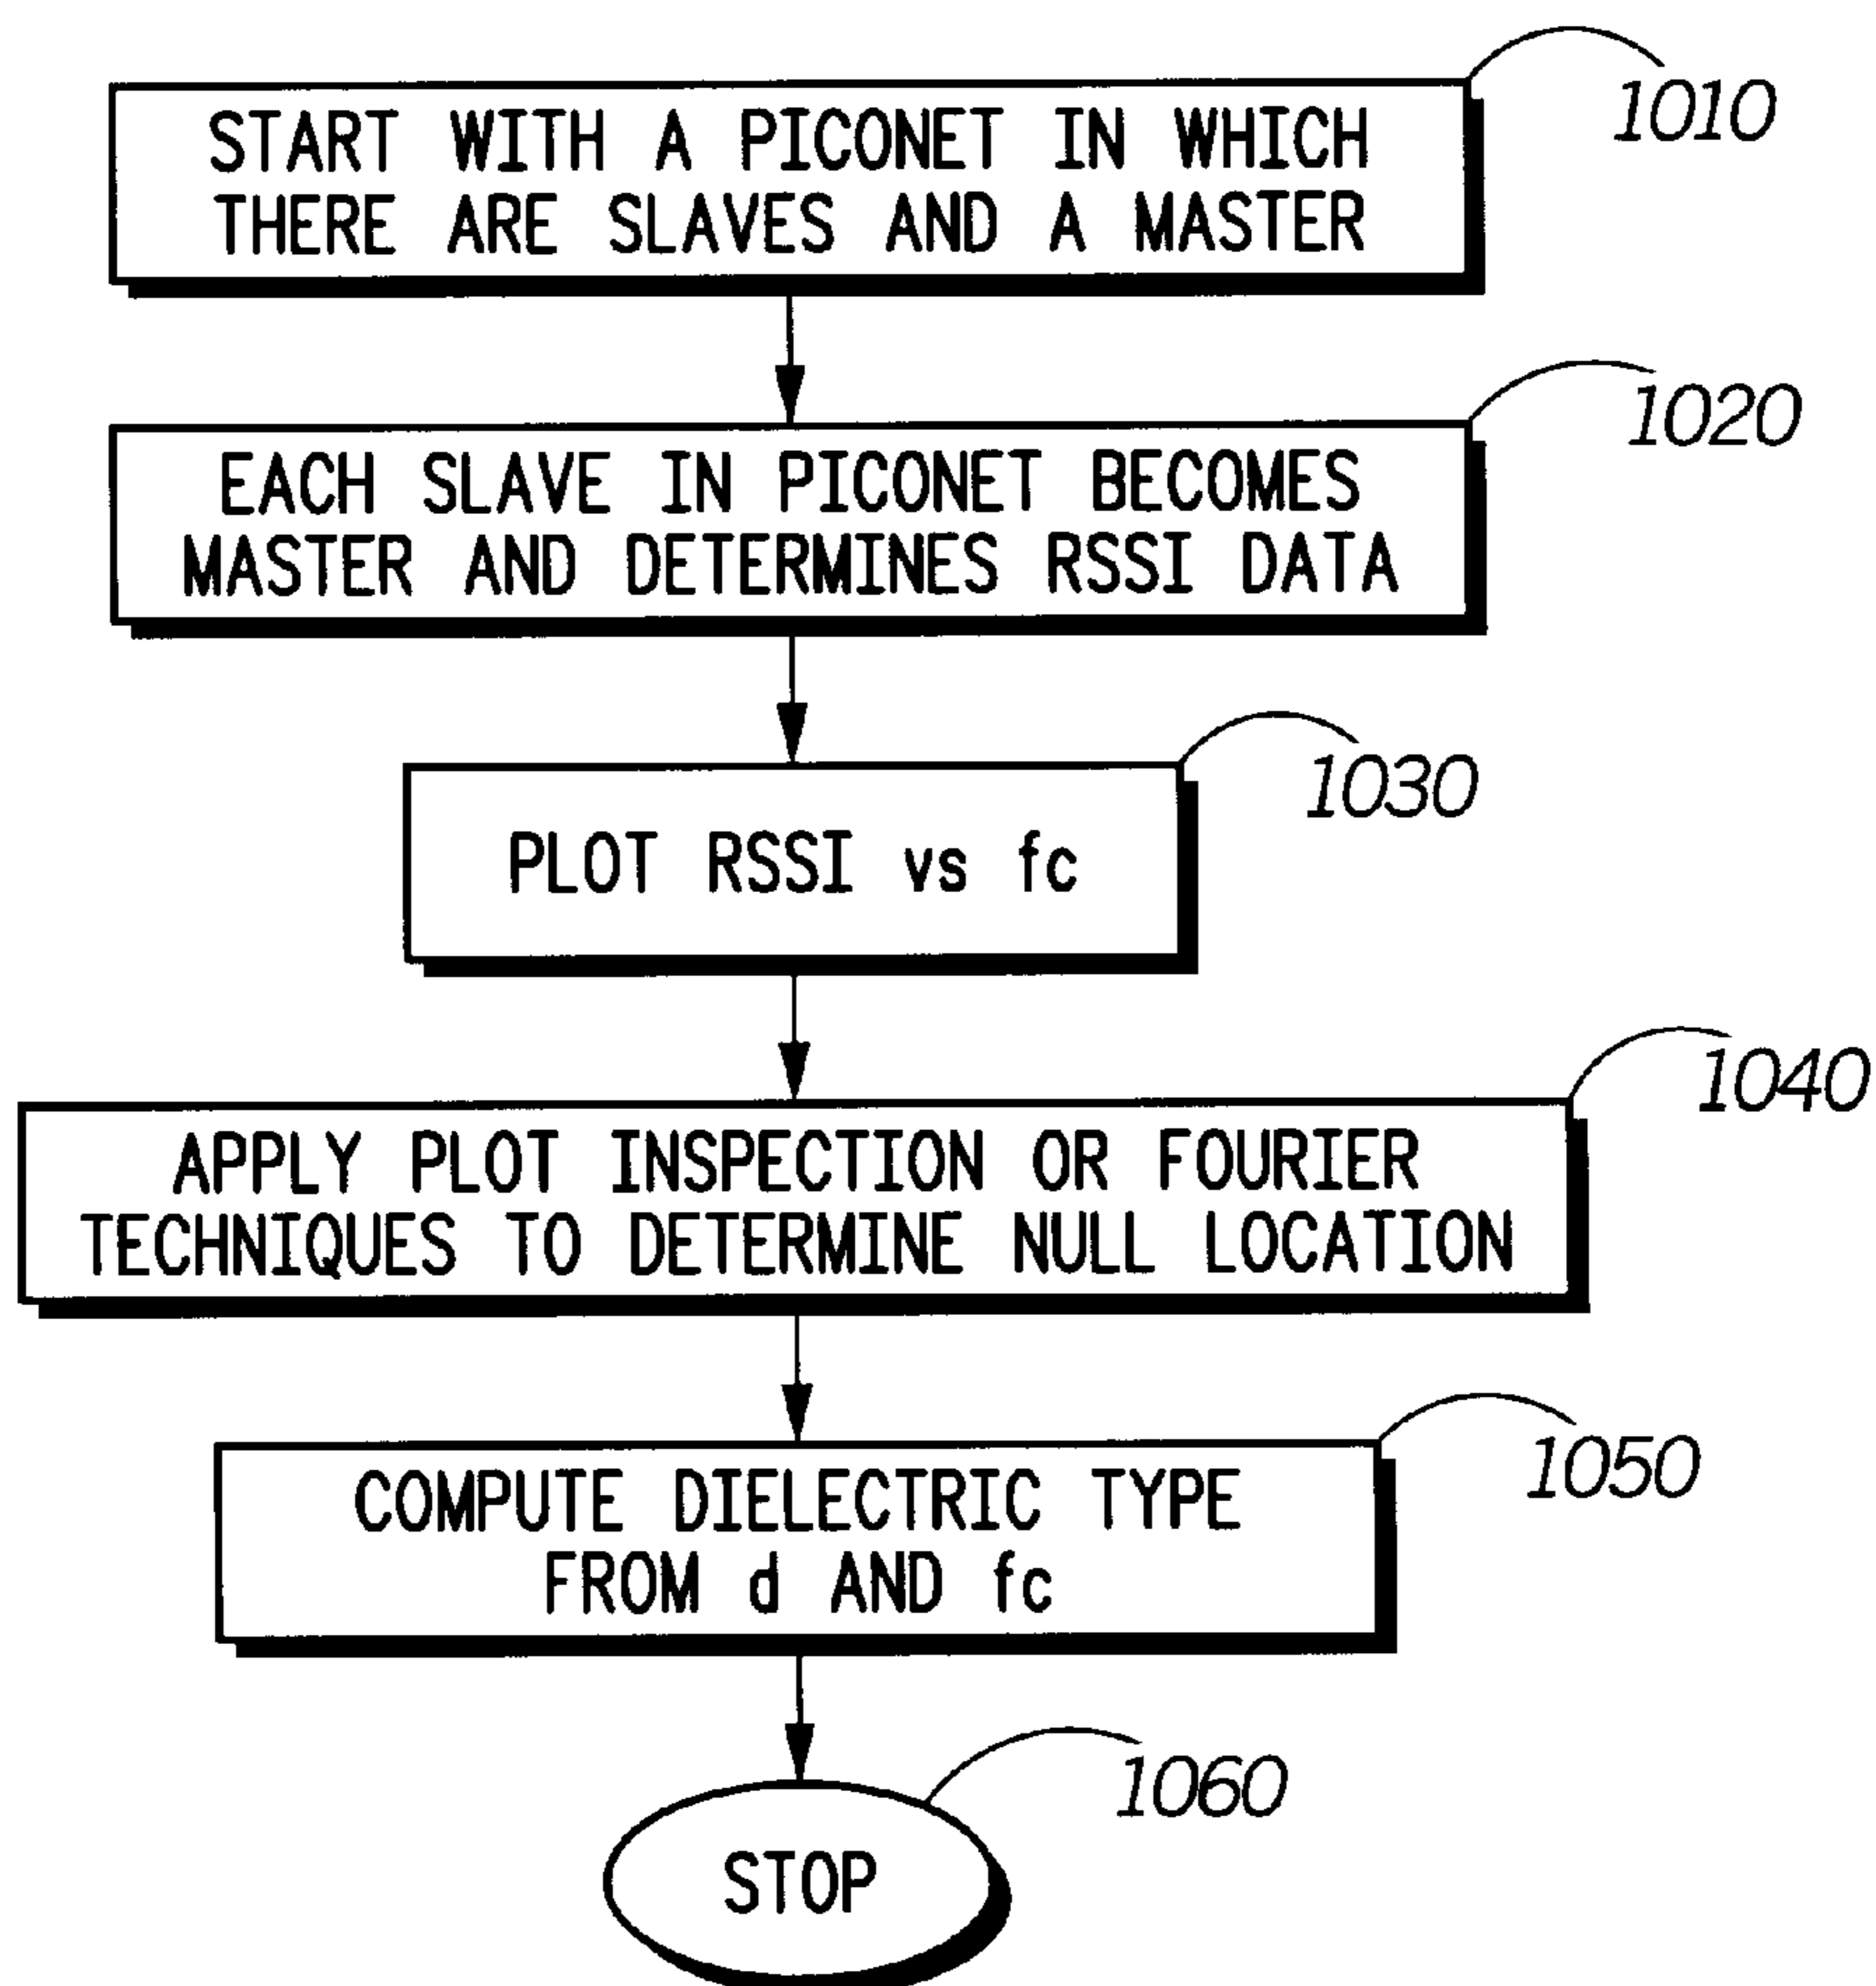 START WITH A PICONET IN WHICH
THERE ARE SLAVES AND A MASTER
1010
EACH SLAVE IN PICONET BECOMES
MASTER AND DETERMINES RSSI DATA
1020
PLOT RSSI vs fc
1030
APPLY PLOT INSPECTION OR FOURIER
TECHNIQUES TO DETERMINE NULL LOCATION
1040
COMPUTE DIELECTRIC TYPE
FROM d AND fc
1050
STOP
1060